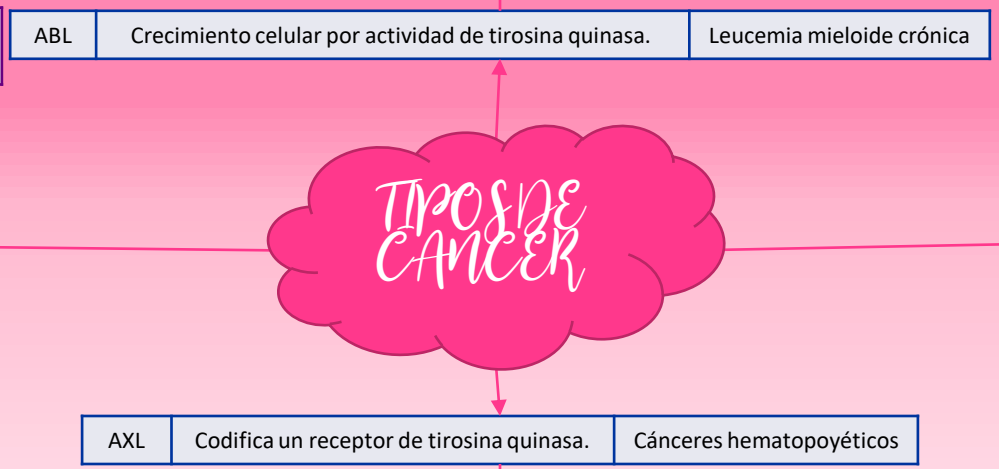 ABL Crecimiento celular por actividad de tirosina quinasa. Leucemia mieloide crónica
TIPOS DE
CANCER
AXL Codifica un receptor de tirosina quinasa. Cánceres hematopoyéticos